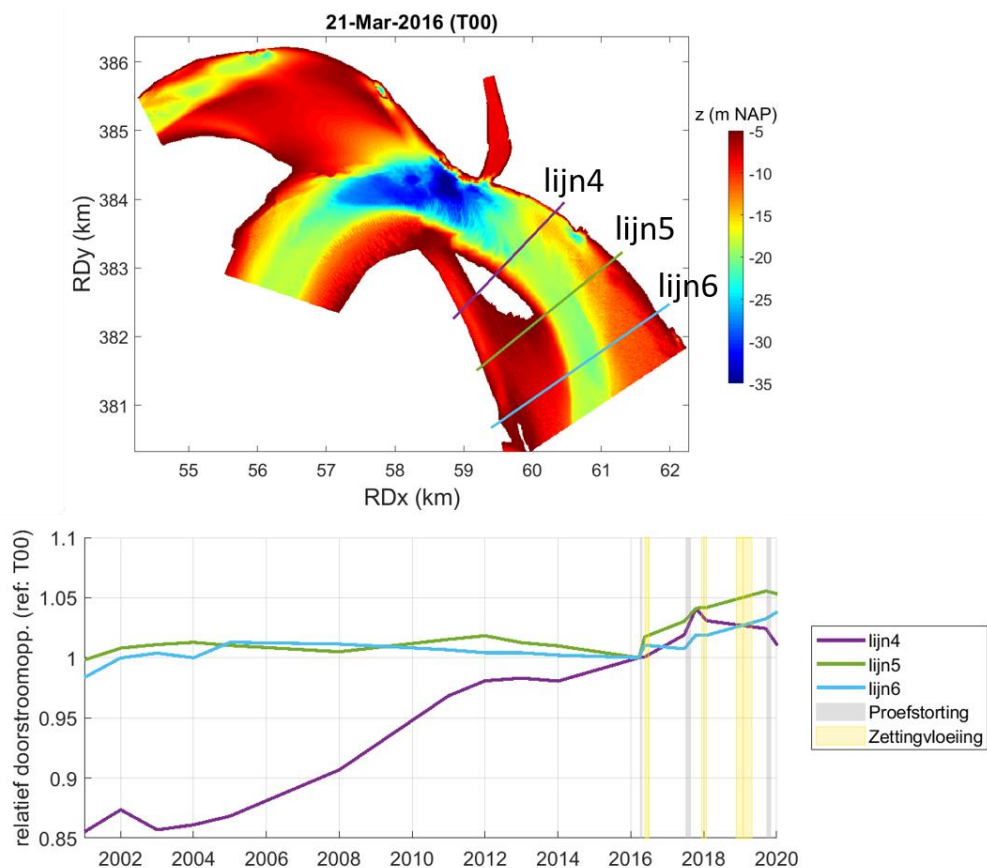 21-Mar-2016 (T00)
z (m NAP)
386
385
384
383
382
381
RDy (km)
-5
-10
-15
-20
-25
-30
-35
lijn4
lijn5
lijn6
55 56 57 58 59 60 61 62
RDx (km)
relatief doorstroomopp. (ref: T00)
1.1
1.05
1
0.95
0.9
0.85
2002 2004 2006 2008 2010 2012 2014 2016 2018 2020
lijn4
lijn5
lijn6
Proefstorting
Zettingvloeiing